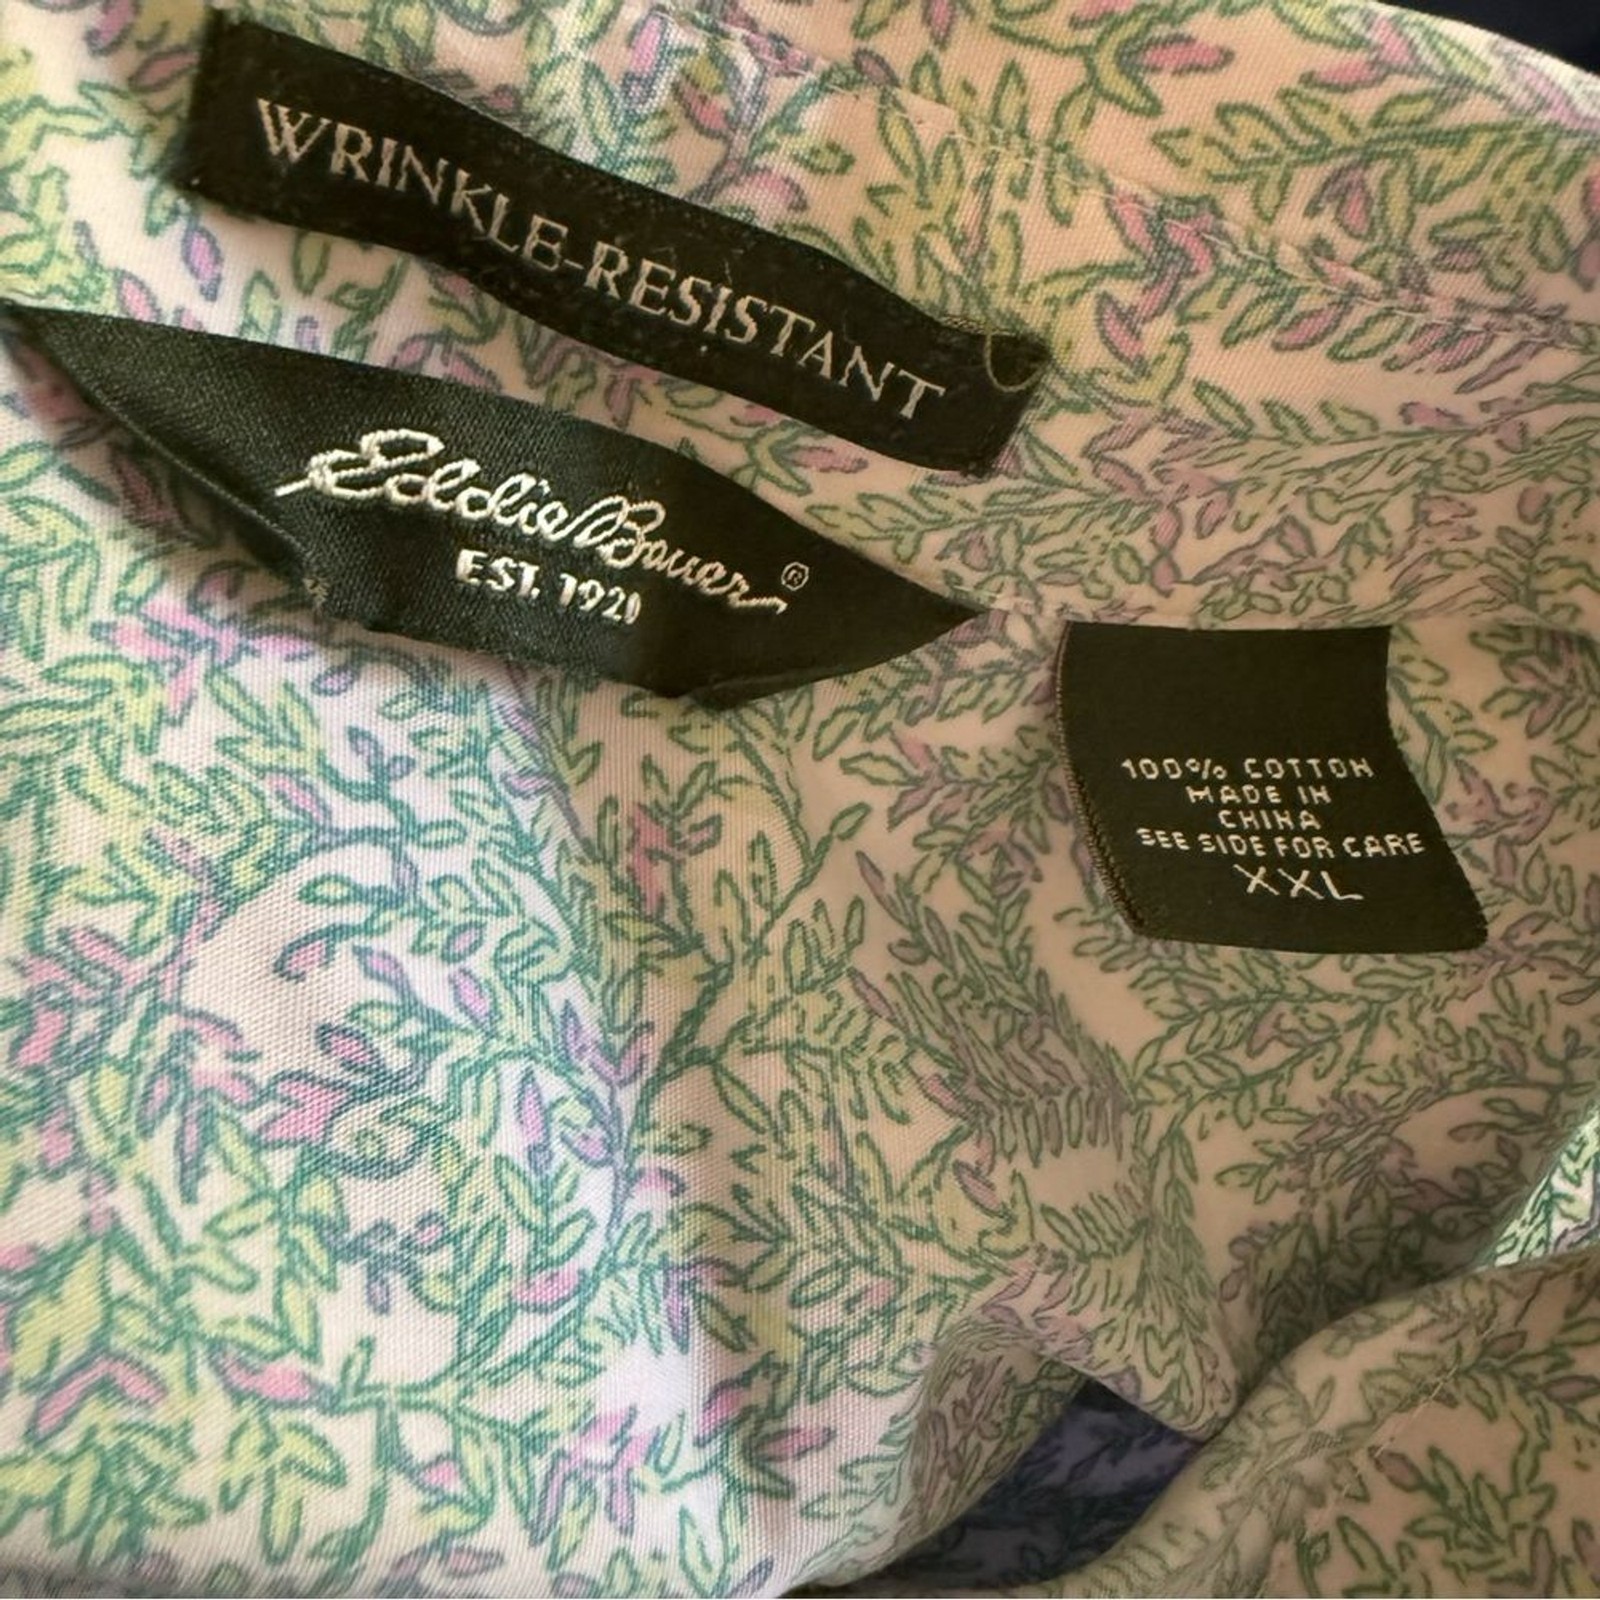 WRINKLE-RESISTANT
Eddie Bauer®
EST. 1920
100% COTTON
MADE IN
CHINA
SEE SIDE FOR CARE
XXL